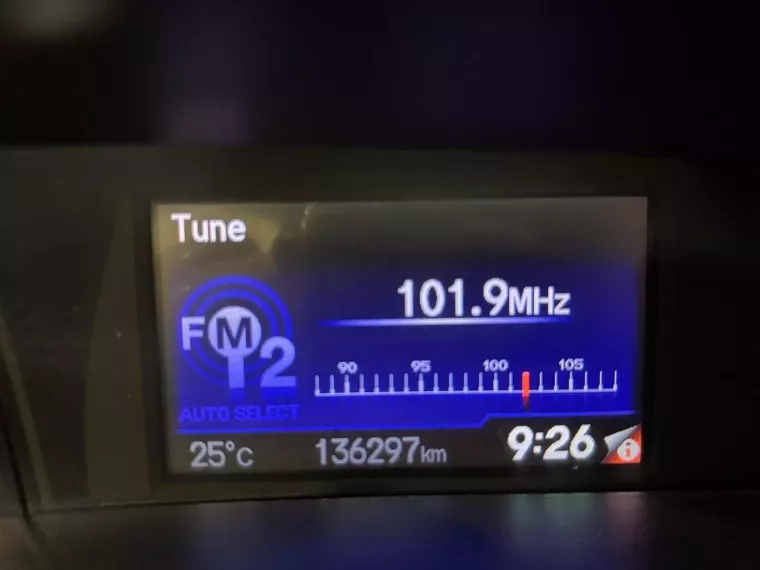 Tune
101.9MHz
FM2
90 95 100 105
AUTO SELECT
25°C 136297km 9:26 i